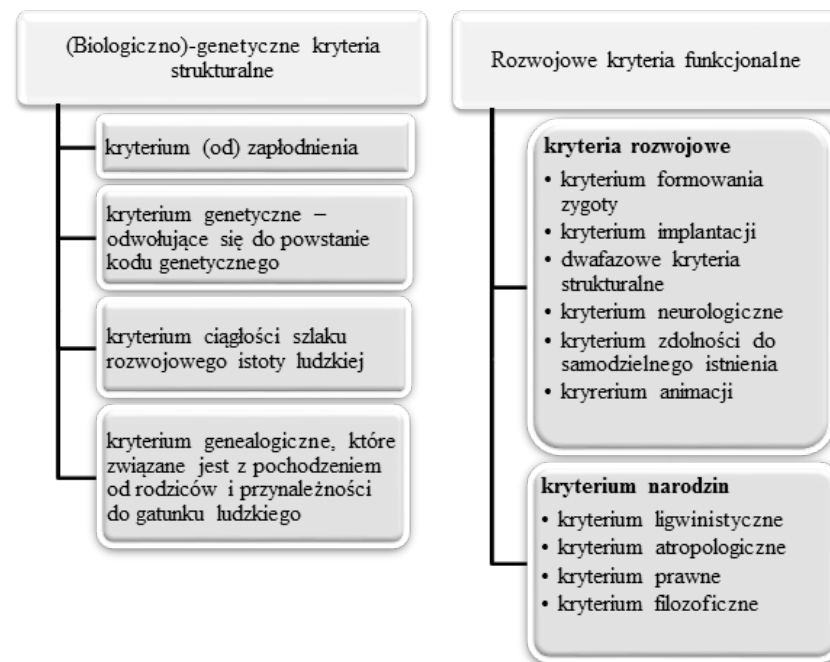 (Biologiczno)-genetyczne kryteria
strukturalne
kryterium (od) zapłodnienia
kryterium genetyczne –
odwołujące się do powstanie
kodu genetycznego
kryterium ciągłości szlaku
rozwojowego istoty ludzkiej
kryterium genealogiczne, które
związane jest z pochodzeniem
od rodziców i przynależności
do gatunku ludzkiego
Rozwojowe kryteria funkcjonalne
kryteria rozwojowe
• kryterium formowania
zygoty
• kryterium implantacji
• dwafazowe kryteria
strukturalne
• kryterium neurologiczne
• kryterium zdolności do
samodzielnego istnienia
• kryrerium animacji
kryterium narodzin
• kryterium ligwinistyczne
• kryterium atropologiczne
• kryterium prawne
• kryterium filozoficzne